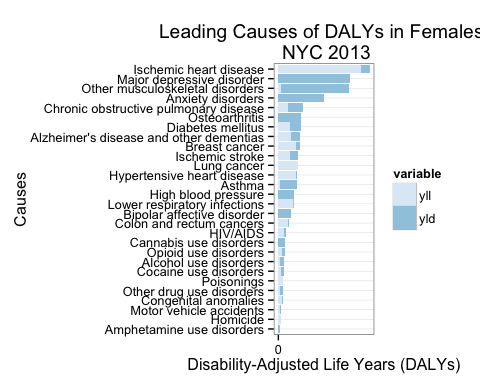 Leading Causes of DALYs in Females
NYC 2013
Causes
Ischemic heart disease
Major depressive disorder
Other musculoskeletal disorders
Anxiety disorders
Chronic obstructive pulmonary disease
Osteoarthritis
Diabetes mellitus
Alzheimer's disease and other dementias
Breast cancer
Ischemic stroke
Lung cancer
Hypertensive heart disease
Asthma
High blood pressure
Lower respiratory infections
Bipolar affective disorder
Colon and rectum cancers
HIV/AIDS
Cannabis use disorders
Opioid use disorders
Alcohol use disorders
Cocaine use disorders
Poisonings
Other drug use disorders
Congenital anomalies
Motor vehicle accidents
Homicide
Amphetamine use disorders
0
Disability-Adjusted Life Years (DALYs)
variable
yll
yld